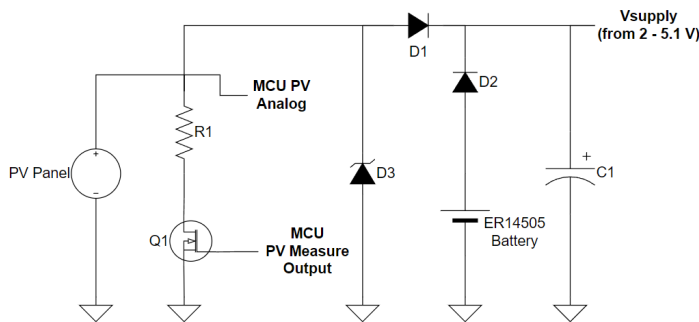 Vsupply
(from 2 - 5.1 V)
D1
MCU PV
Analog
D2
R1
PV Panel
+
-
D3
+
C1
ER14505
Battery
Q1
MCU
PV Measure
Output